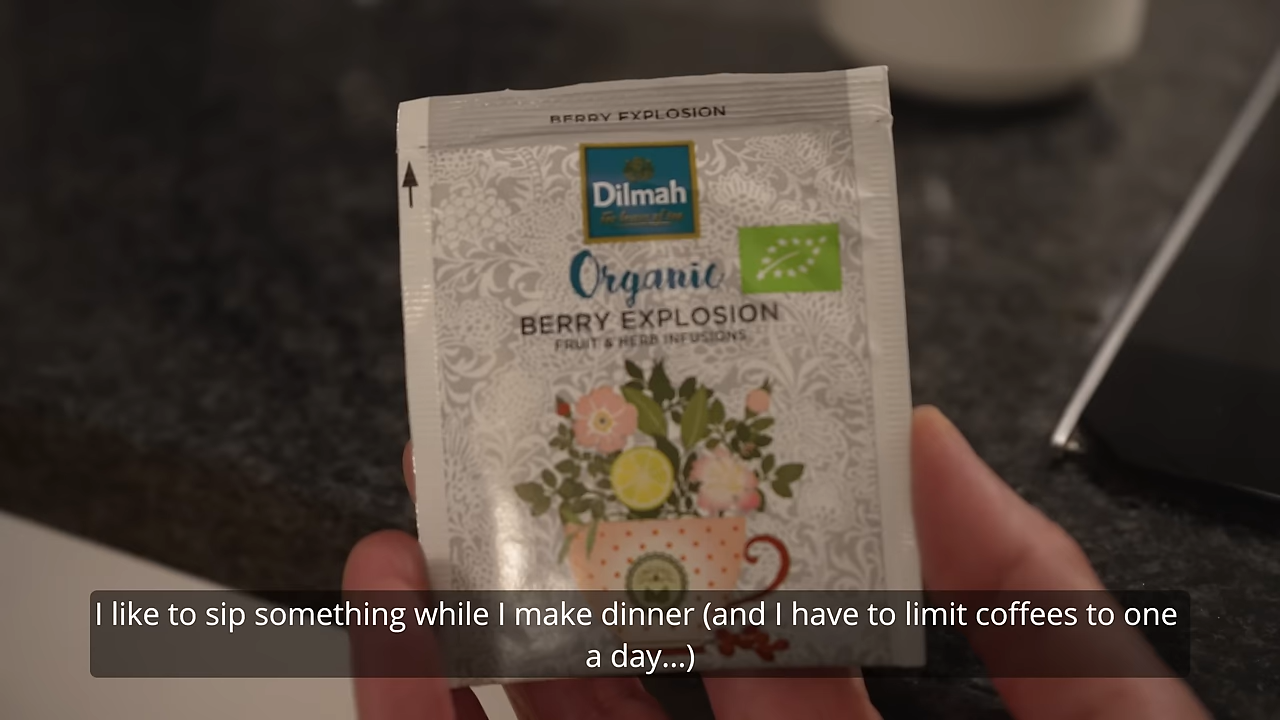 BERRY EXPLOSION
Dilmah
Organic
BERRY EXPLOSION
FRUIT & HERB INFUSIONS
I like to sip something while I make dinner (and I have to limit coffees to one
a day...)